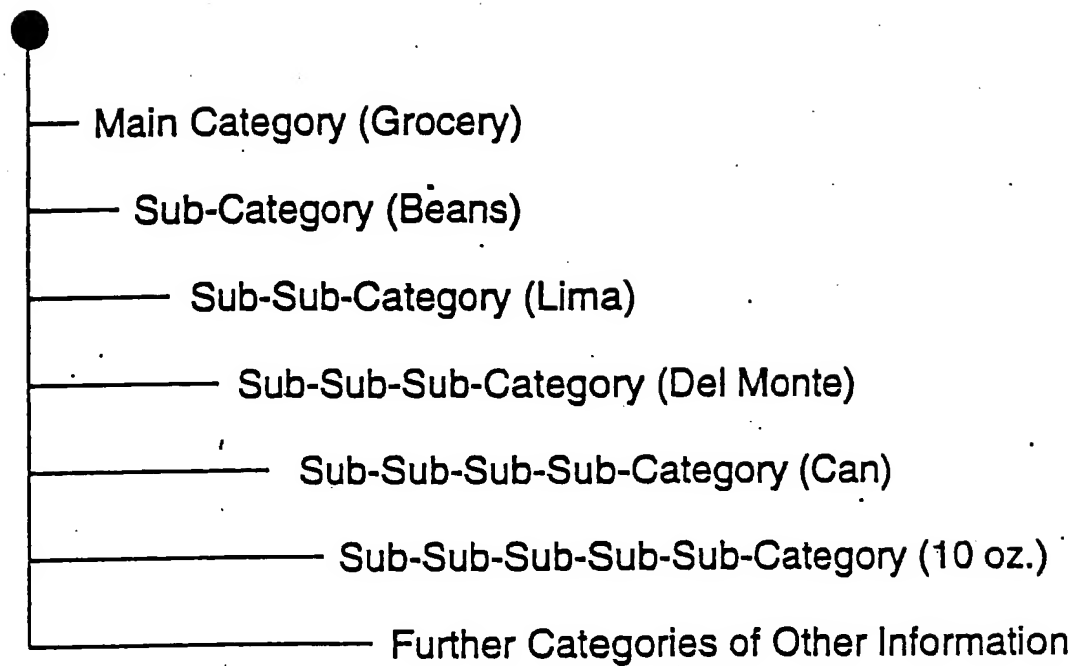 Main Category (Grocery)
Sub-Category (Beans)
Sub-Sub-Category (Lima)
Sub-Sub-Sub-Category (Del Monte)
Sub-Sub-Sub-Sub-Category (Can)
Sub-Sub-Sub-Sub-Sub-Category (10 oz.)
Further Categories of Other Information